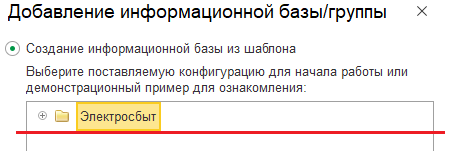 Добавление информационной базы/группы
Создание информационной базы из шаблона
Выберите поставляемую конфигурацию для начала работы или
демонстрационный пример для ознакомления:
Электросбыт